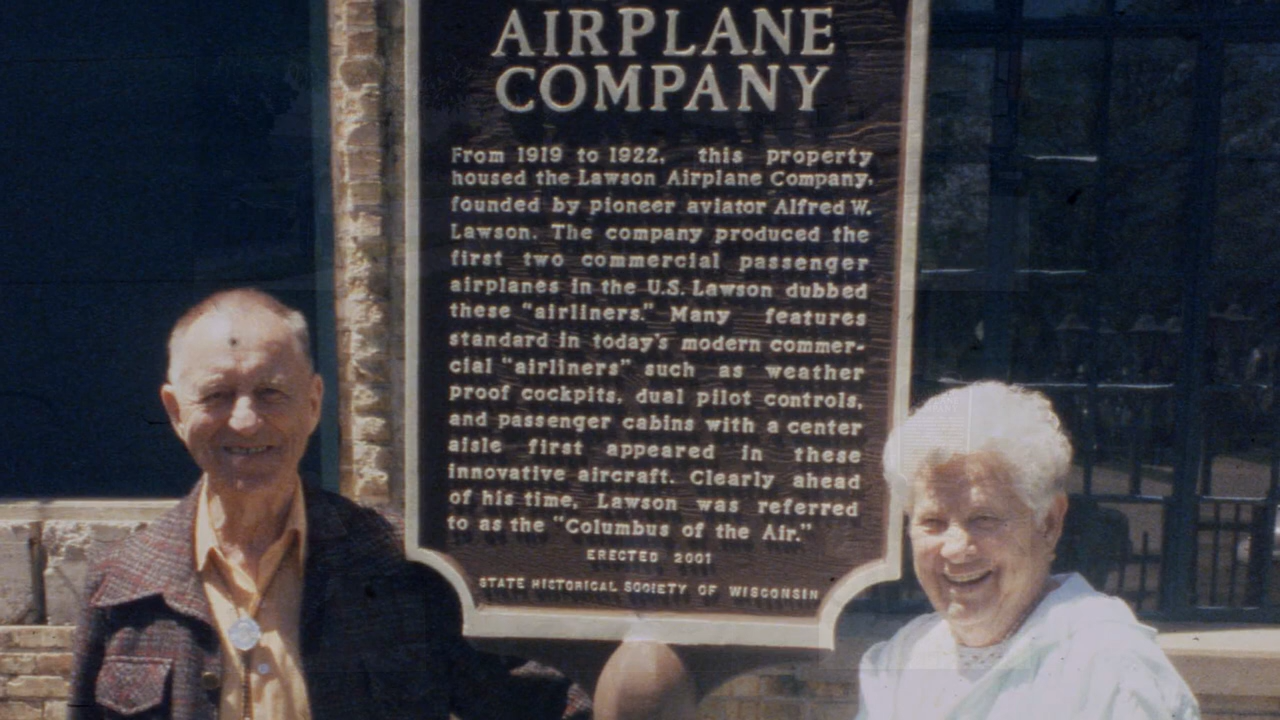 AIRPLANE
COMPANY
From 1919 to 1922, this property
housed the Lawson Airplane Company,
founded by pioneer aviator Alfred W.
Lawson. The company produced the
first two commercial passenger
airplanes in the U.S. Lawson dubbed
these "airliners." Many features
standard in today's modern commer-
cial "airliners" such as weather
proof cockpits, dual pilot controls,
and passenger cabins with a center
aisle first appeared in these
innovative aircraft. Clearly ahead
of his time, Lawson was referred
to as the "Columbus of the Air."
ERECTED 2001
STATE HISTORICAL SOCIETY OF WISCONSIN